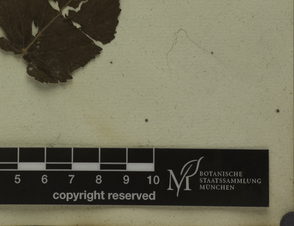 5 6 7 8 9 10
copyright reserved
M
BOTANISCHE
STAATSSAMMLUNG
MÜNCHEN